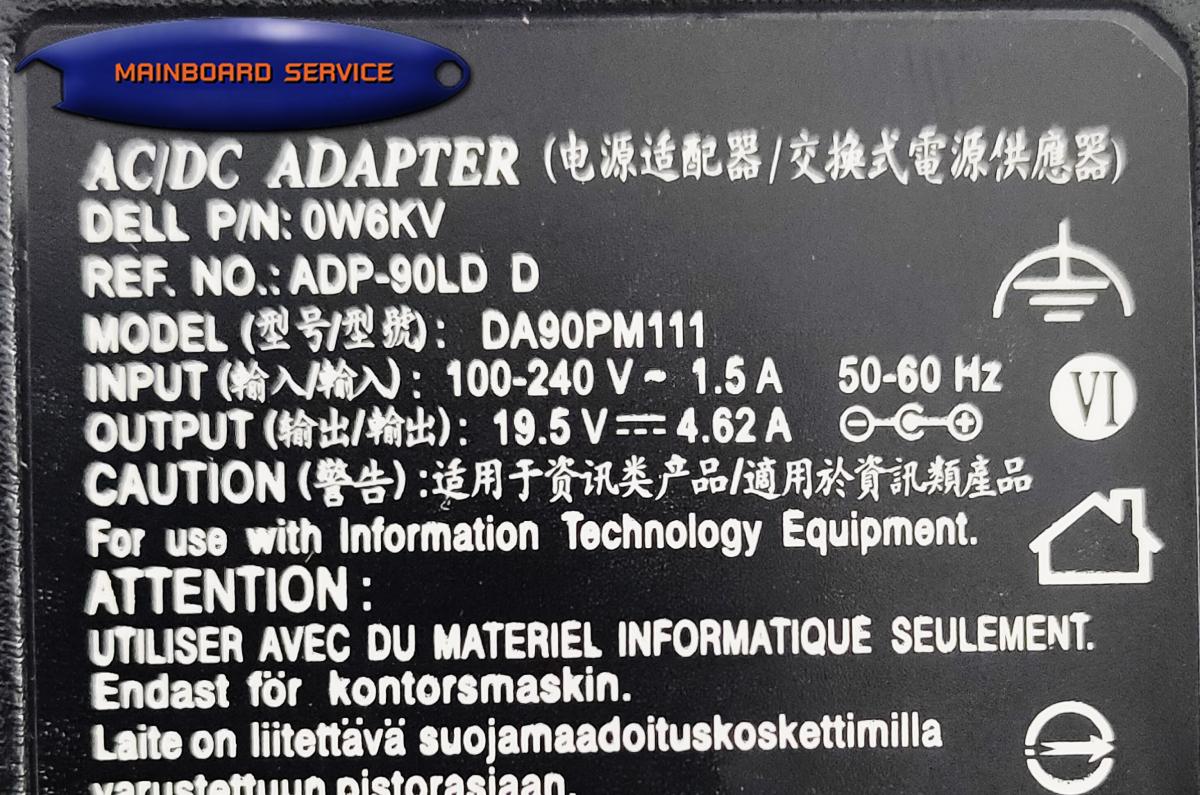 MAINBOARD SERVICE
AC/DC ADAPTER (电源适配器/交換式電源供應器)
DELL P/N: 0W6KV
REF. NO.: ADP-90LD D
MODEL (型号/型號): DA90PM111
INPUT (输入/輸入): 100-240 V ~ 1.5 A 50-60 Hz
OUTPUT (输出/輸出): 19.5 V ⎓ 4.62 A
VI
CAUTION (警告) :适用于资讯类产品/適用於資訊類產品
For use with Information Technology Equipment.
ATTENTION :
UTILISER AVEC DU MATERIEL INFORMATIQUE SEULEMENT.
Endast för kontorsmaskin.
Laite on liitettävä suojamaadoituskoskettimilla
varustettuun pistorasiaan.